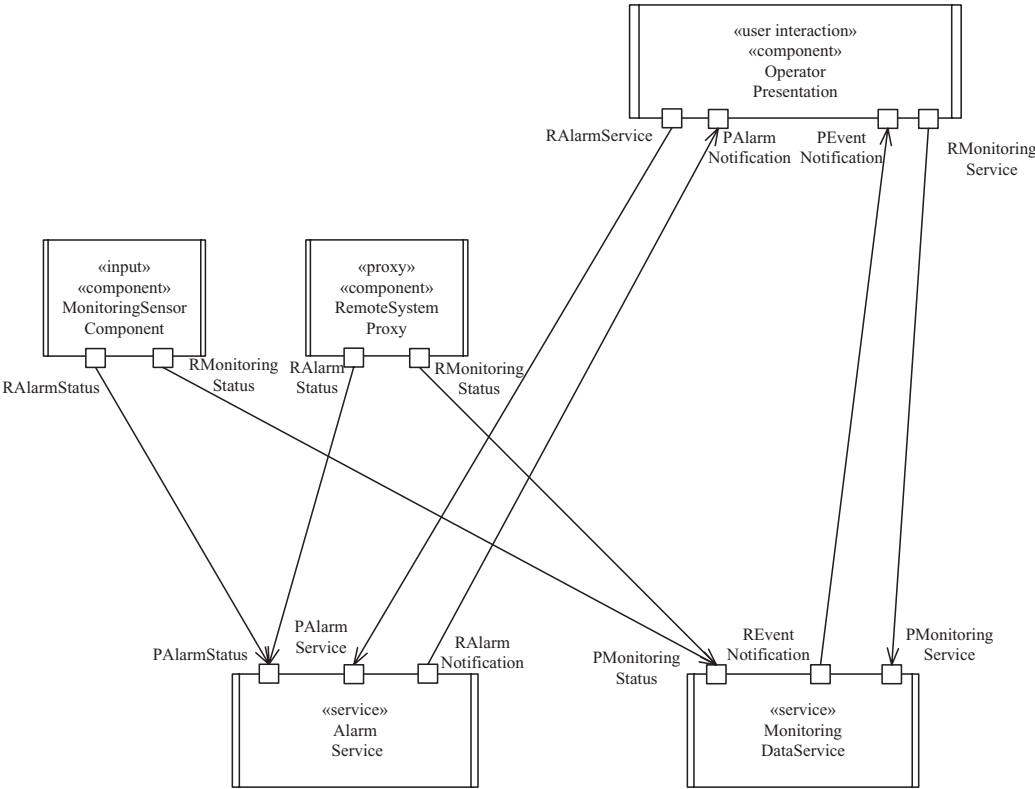 «user interaction»
«component»
Operator
Presentation
RAlarmService
PAlarm
Notification
PEvent
Notification
RMonitoring
Service
«input»
«component»
MonitoringSensor
Component
«proxy»
«component»
RemoteSystem
Proxy
RAlarmStatus
RMonitoring
Status
RAlarm
Status
RMonitoring
Status
PAlarmStatus
PAlarm
Service
RAlarm
Notification
PMonitoring
Status
REvent
Notification
PMonitoring
Service
«service»
Alarm
Service
«service»
Monitoring
DataService